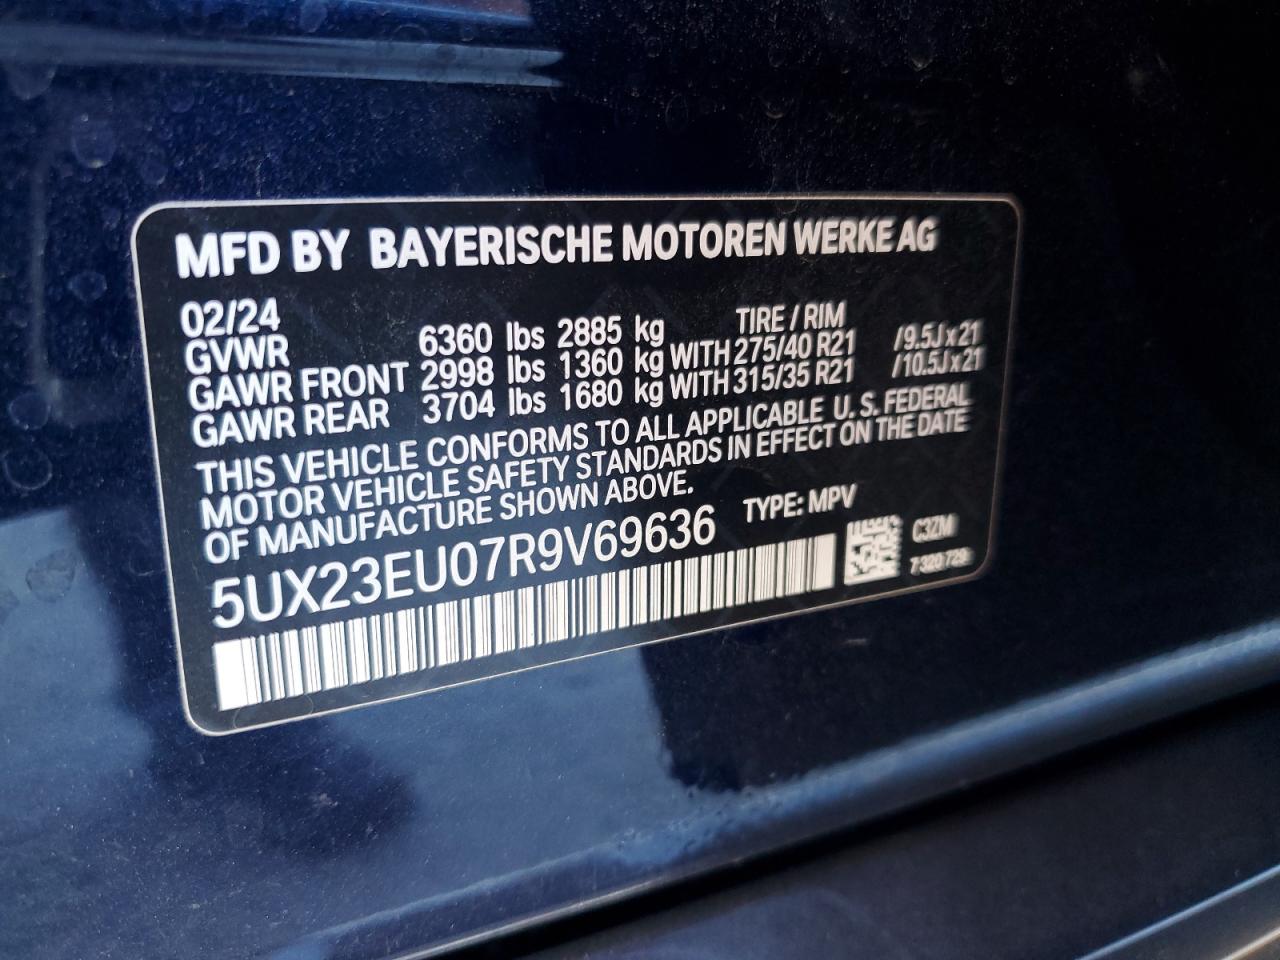 MFD BY BAYERISCHE MOTOREN WERKE AG
02/24 TIRE / RIM
GVWR 6360 lbs 2885 kg
GAWR FRONT 2998 lbs 1360 kg WITH 275/40 R21 /9.5J x 21
GAWR REAR 3704 lbs 1680 kg WITH 315/35 R21 /10.5J x 21
THIS VEHICLE CONFORMS TO ALL APPLICABLE U.S. FEDERAL
MOTOR VEHICLE SAFETY STANDARDS IN EFFECT ON THE DATE
OF MANUFACTURE SHOWN ABOVE.
5UX23EU07R9V69636 TYPE: MPV
C3ZM
7 320 729